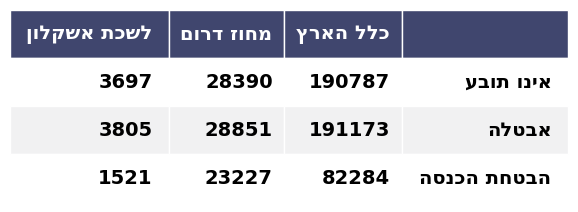 כלל הארץ מחוז דרום לשכת אשקלון
אינו תובע 190787 28390 3697
אבטלה 191173 28851 3805
הבטחת הכנסה 82284 23227 1521